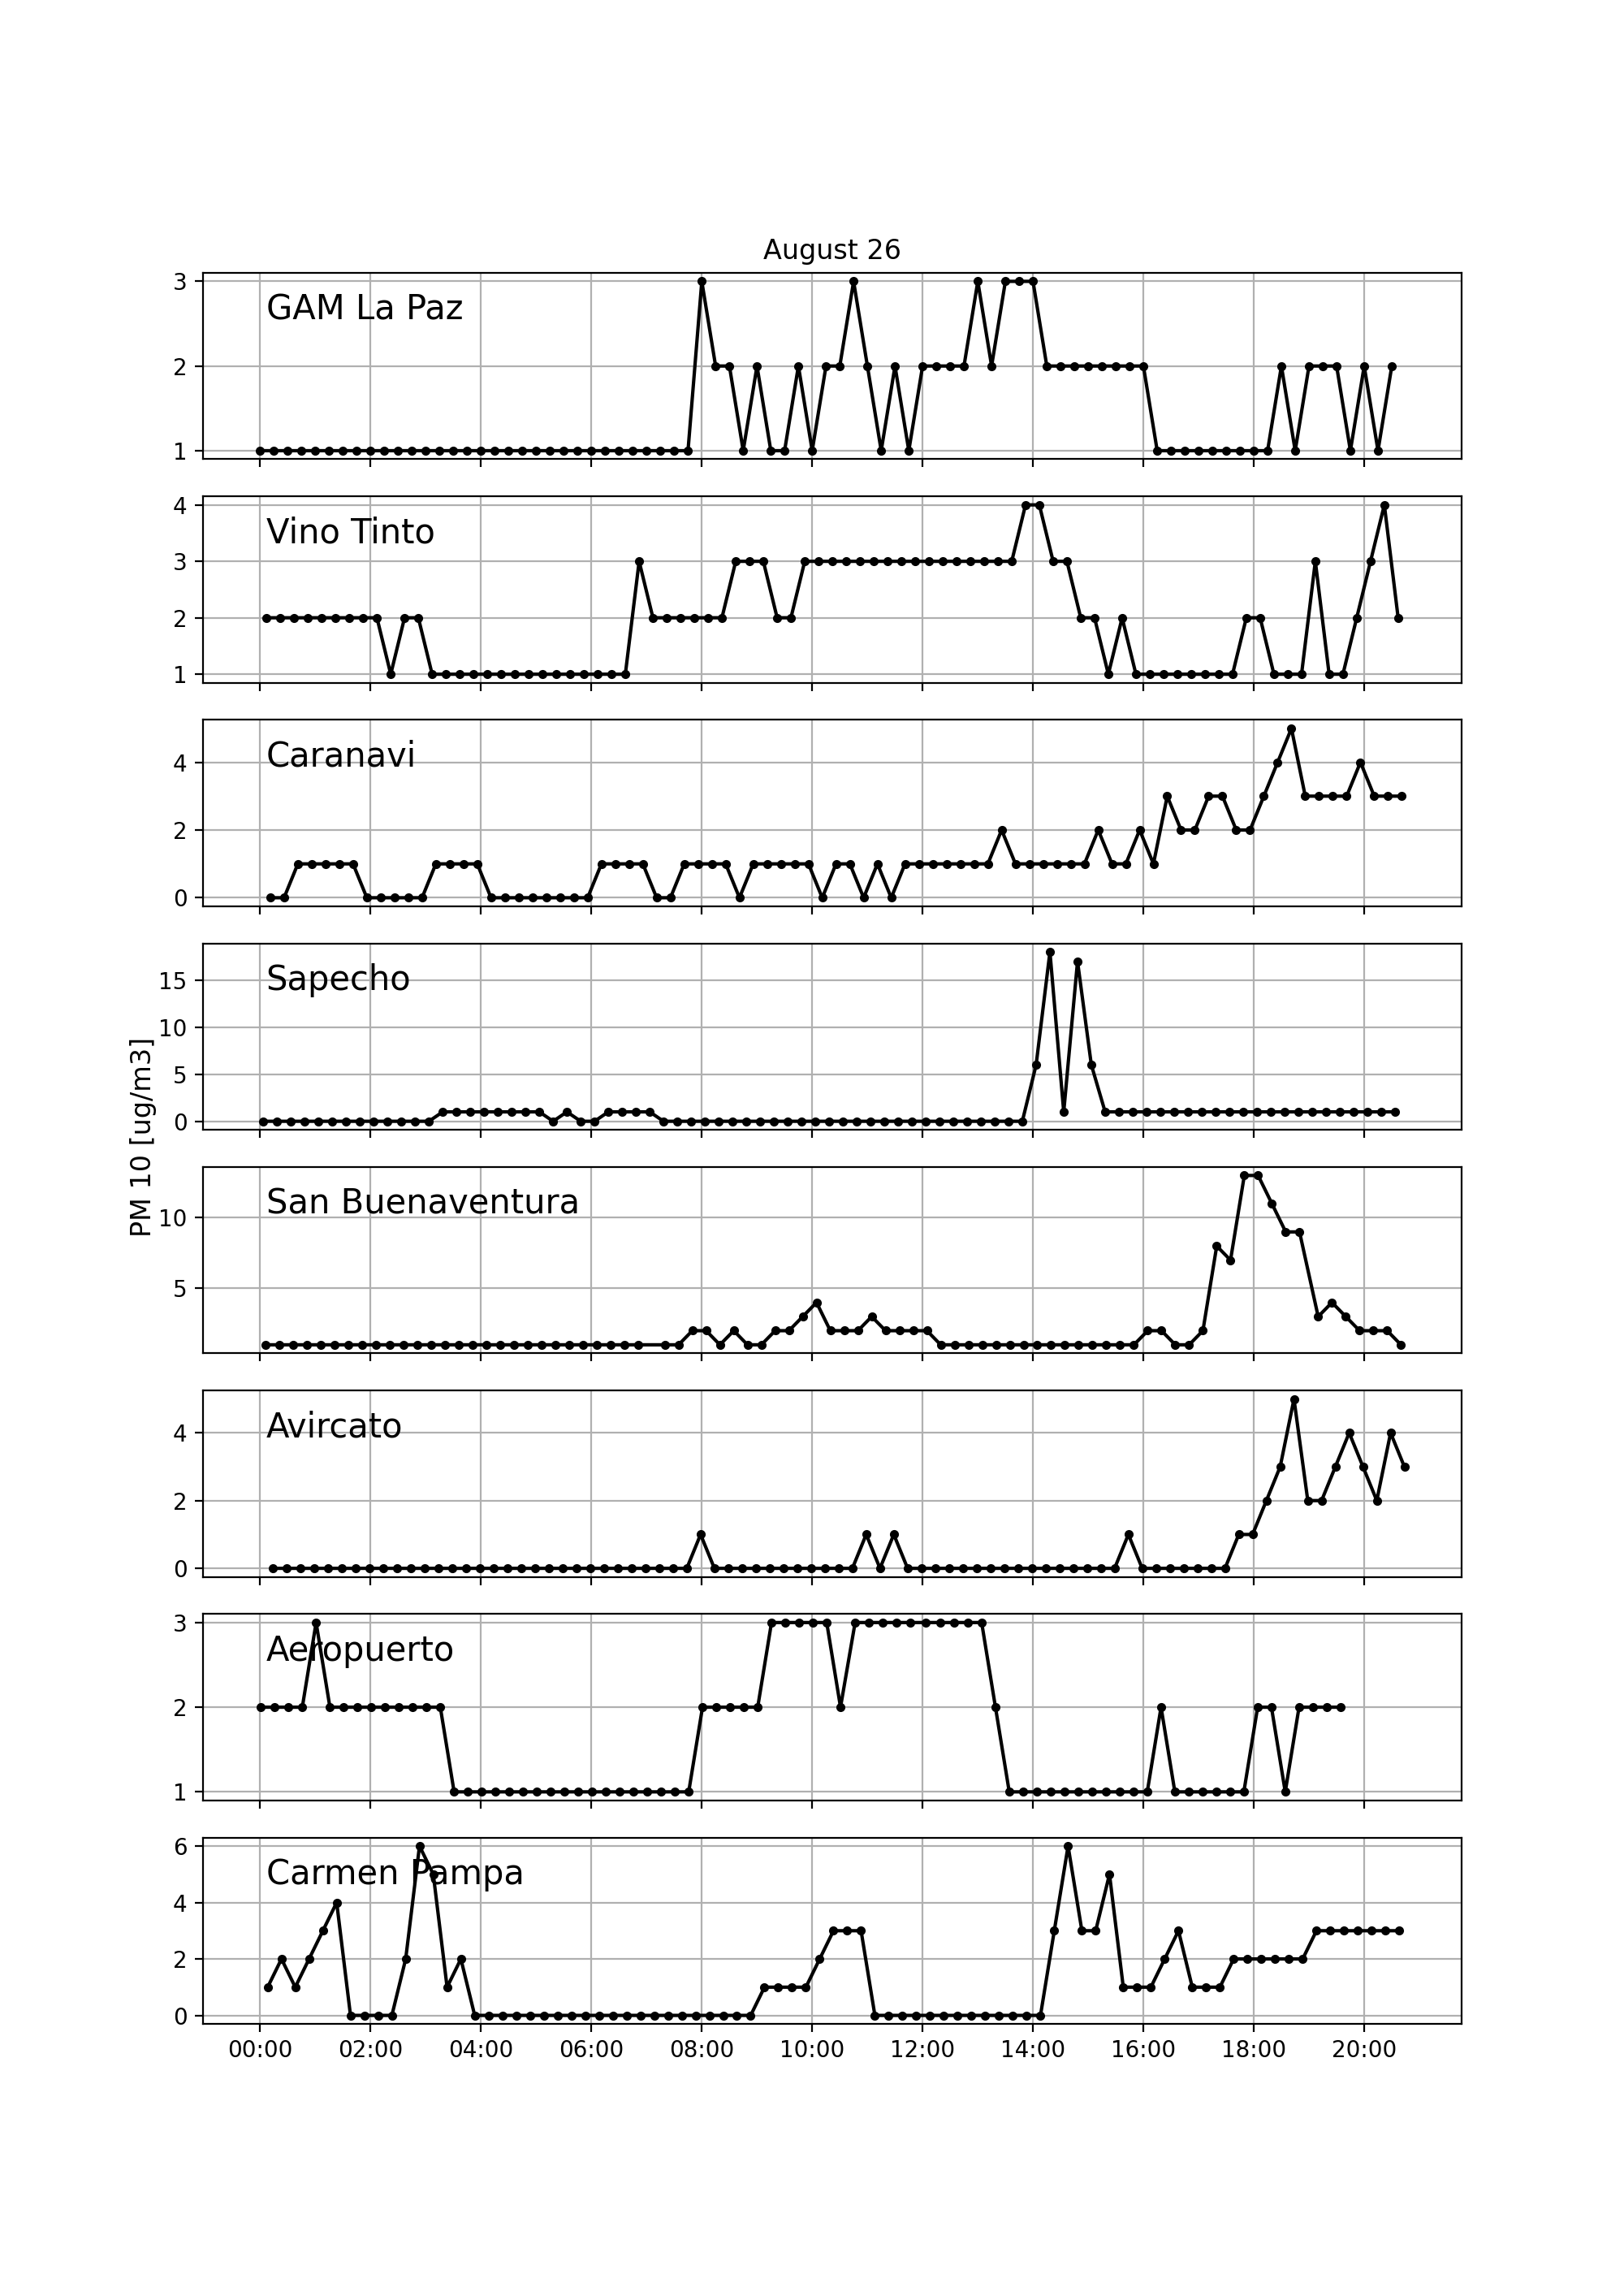 August 26
3
GAM La Paz
2
1
4
Vino Tinto
3
2
1
Caranavi
4
2
0
Sapecho
15
10
5
0
PM 10 [ug/m3]
San Buenaventura
10
5
Avircato
4
2
0
3
Aeropuerto
2
1
6
Carmen Pampa
4
2
0
00:00 02:00 04:00 06:00 08:00 10:00 12:00 14:00 16:00 18:00 20:00